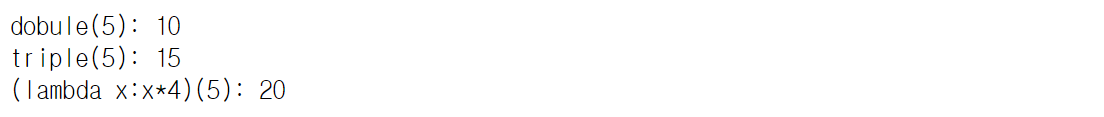 dobule(5): 10
triple(5): 15
(lambda x:x*4)(5): 20